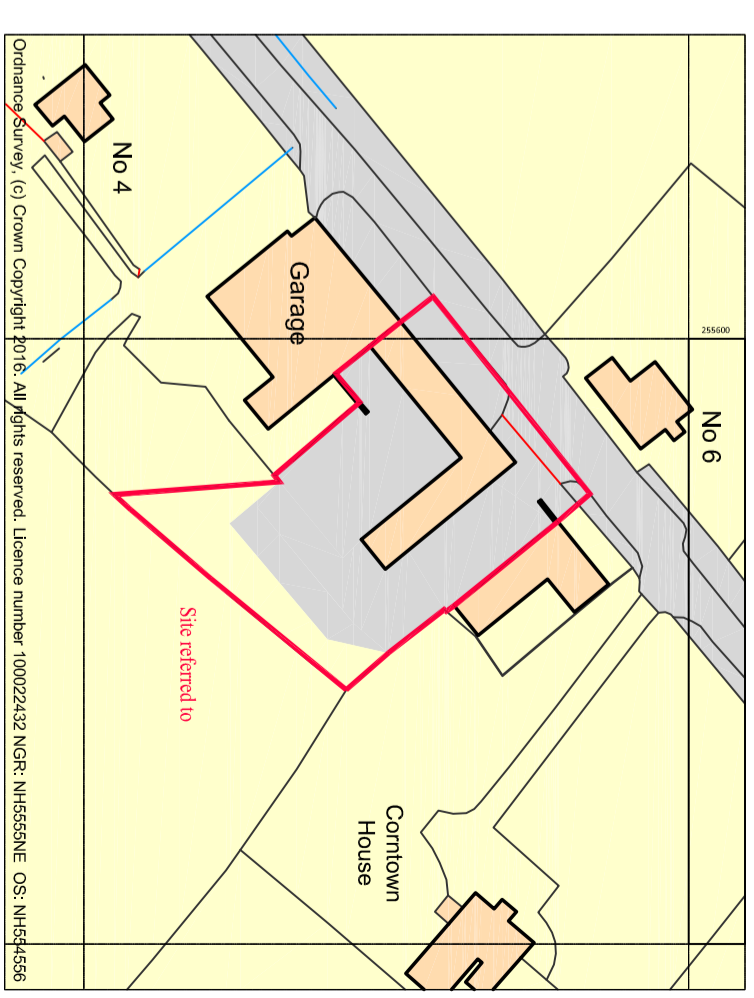 255600
No 6
No 4
Garage
Corntown
House
Site referred to
Ordnance Survey, (c) Crown Copyright 2016. All rights reserved. Licence number 100022432 NGR: NH5555NE OS: NH554556